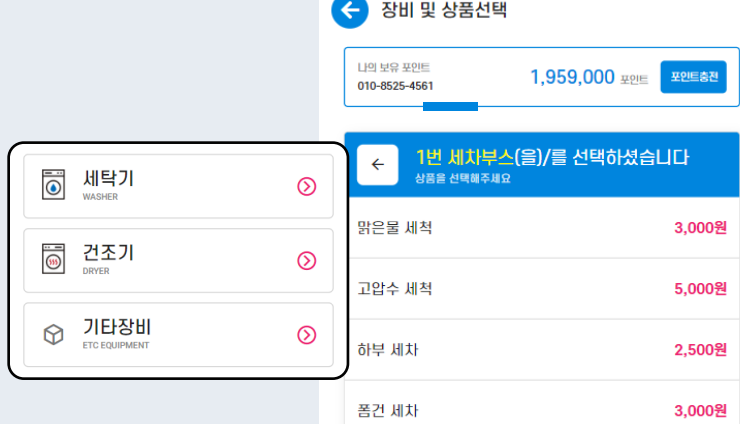 장비 및 상품선택
나의 보유 포인트
010-8525-4561
1,959,000 포인트
포인트충전
세탁기
WASHER
건조기
DRYER
기타장비
ETC EQUIPMENT
1번 세차부스(을)/를 선택하셨습니다
상품을 선택해주세요
맑은물 세척 3,000원
고압수 세척 5,000원
하부 세차 2,500원
폼건 세차 3,000원